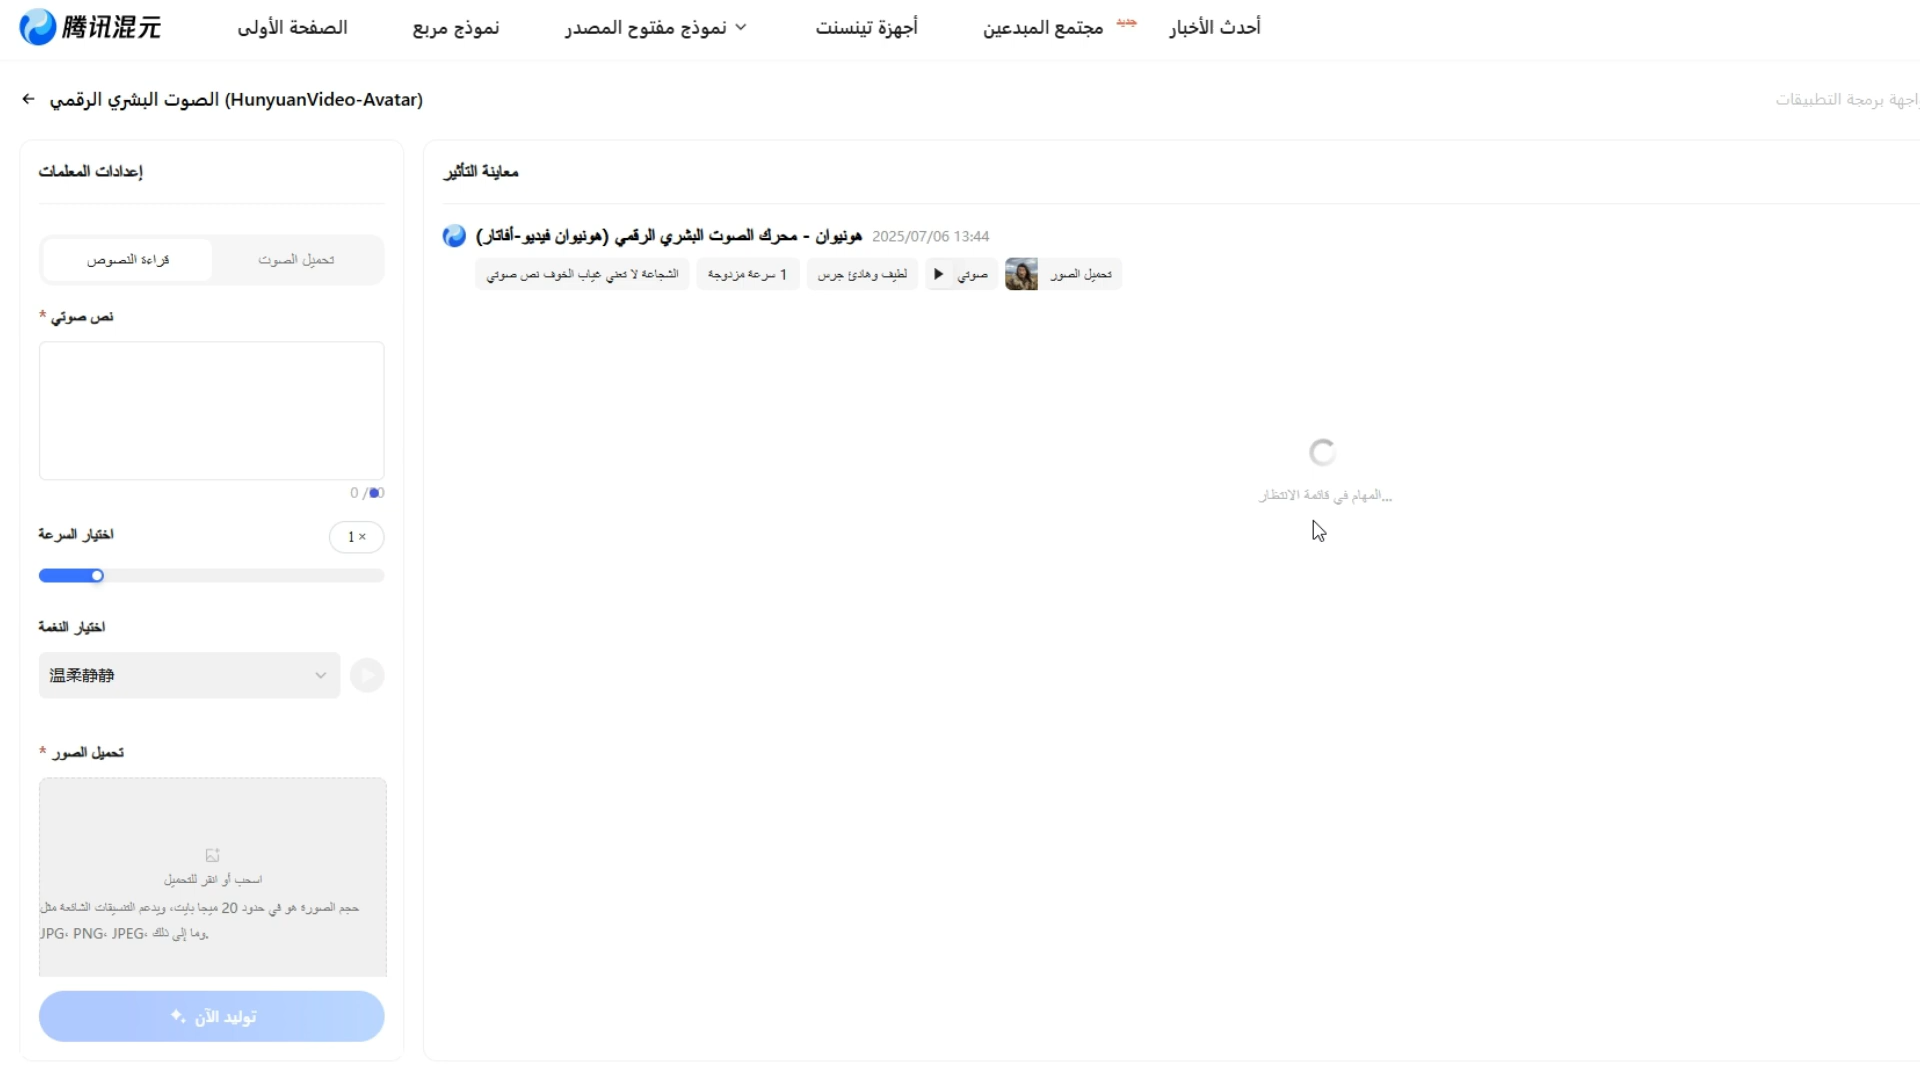 腾讯混元
الصفحة الأولى
نموذج مربع
نموذج مفتوح المصدر
أجهزة تينسنت
مجتمع المبدعين
جديد
أحدث الأخبار
الصوت البشري الرقمي (HunyuanVideo-Avatar)
واجهة برمجة التطبيقات
إعدادات المعلمات
قراءة النصوص
تحميل الصوت
* نص صوتي
0 /
اختيار السرعة
1 ×
اختيار النغمة
温柔静静
* تحميل الصور
اسحب أو انقر للتحميل
حجم الصورة هو في حدود 20 ميجا بايت، ويدعم التنسيقات الشائعة مثل
JPG، PNG، JPEG، وما إلى ذلك.
توليد الآن
معاينة التأثير
هونيوان - محرك الصوت البشري الرقمي (هونيوان فيديو-أفاتار)
2025/07/06 13:44
الشجاعة لا تعني غياب الخوف نص صوتي
1 سرعة مزدوجة
لطيف وهادئ جرس
صوتي
تحميل الصور
المهام في قائمة الانتظار...